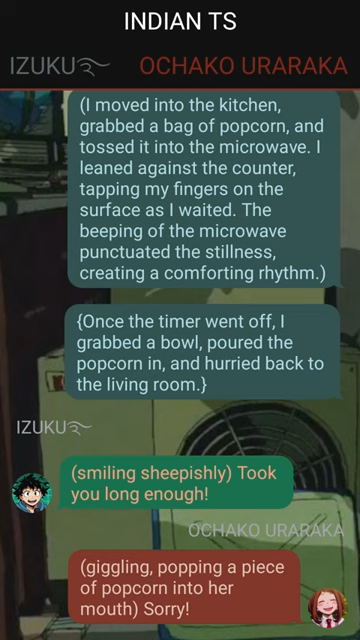 INDIAN TS
IZUKU OCHAKO URARAKA
(I moved into the kitchen,
grabbed a bag of popcorn, and
tossed it into the microwave. I
leaned against the counter,
tapping my fingers on the
surface as I waited. The
beeping of the microwave
punctuated the stillness,
creating a comforting rhythm.)
{Once the timer went off, I
grabbed a bowl, poured the
popcorn in, and hurried back to
the living room.}
IZUKU
(smiling sheepishly) Took
you long enough!
OCHAKO URARAKA
(giggling, popping a piece
of popcorn into her
mouth) Sorry!